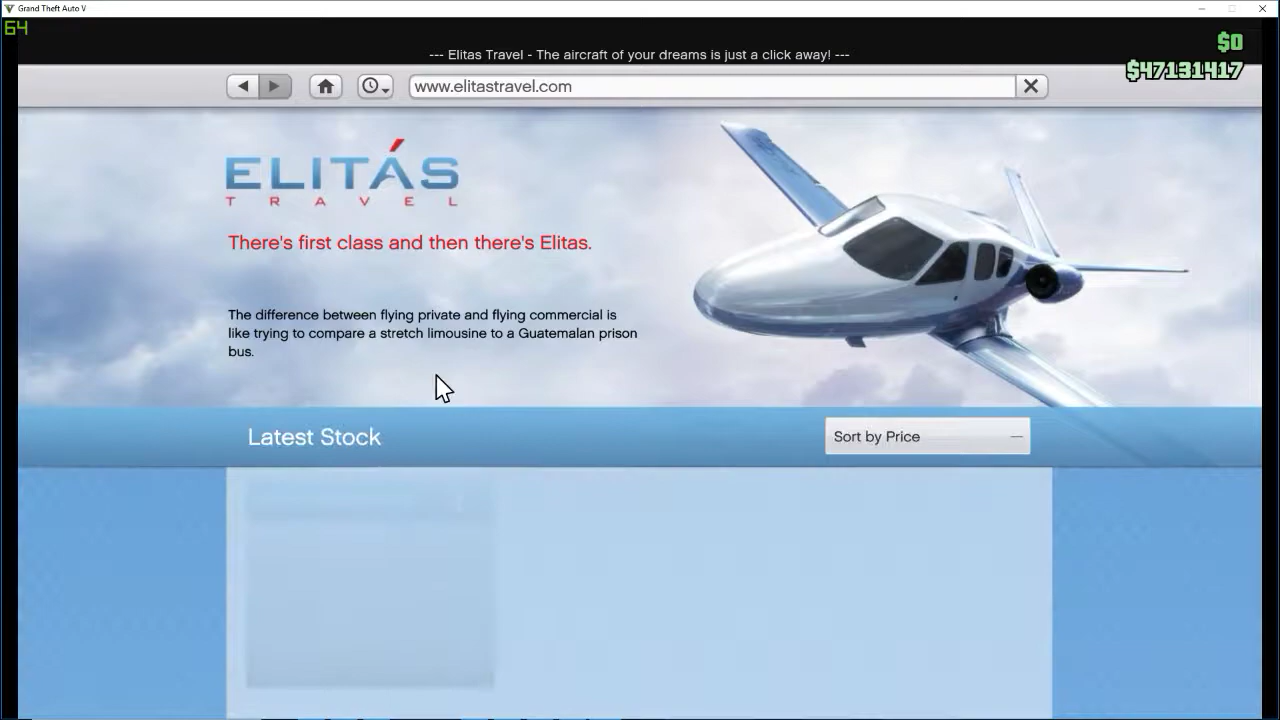 Grand Theft Auto V
64
--- Elitas Travel - The aircraft of your dreams is just a click away! ---
$0
$47131417
www.elitastravel.com
ELITÁS
TRAVEL
There's first class and then there's Elitas.
The difference between flying private and flying commercial is
like trying to compare a stretch limousine to a Guatemalan prison
bus.
Latest Stock
Sort by Price